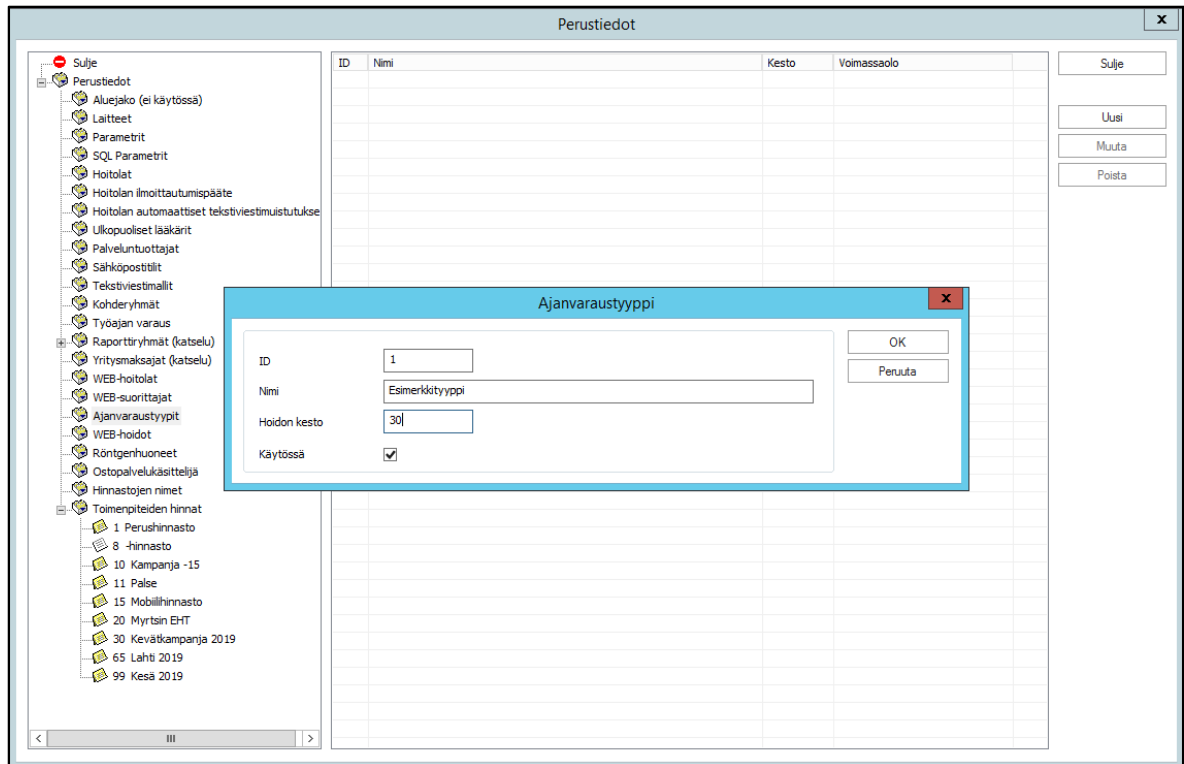 Perustiedot
x
Sulje
Perustiedot
Aluejako (ei käytössä)
Laitteet
Parametrit
SQL Parametrit
Hoitolat
Hoitolan ilmoittautumispääte
Hoitolan automaattiset tekstiviestimuistutukse
Ulkopuoliset lääkärit
Palveluntuottajat
Sähköpostitilit
Tekstiviestimallit
Kohderyhmät
Työajan varaus
Raporttiryhmät (katselu)
Yritysmaksajat (katselu)
WEB-hoitolat
WEB-suorittajat
Ajanvaraustyypit
WEB-hoidot
Röntgenhuoneet
Ostopalvelukäsittelijä
Hinnastojen nimet
Toimenpiteiden hinnat
1 Perushinnasto
8 -hinnasto
10 Kampanja -15
11 Palse
15 Mobiilihinnasto
20 Myrtsin EHT
30 Kevätkampanja 2019
65 Lahti 2019
99 Kesä 2019
ID Nimi Kesto Voimassaolo
Sulje
Uusi
Muuta
Poista
Ajanvaraustyyppi
x
ID 1
Nimi Esimerkkityyppi
Hoidon kesto 30
Käytössä
OK
Peruuta